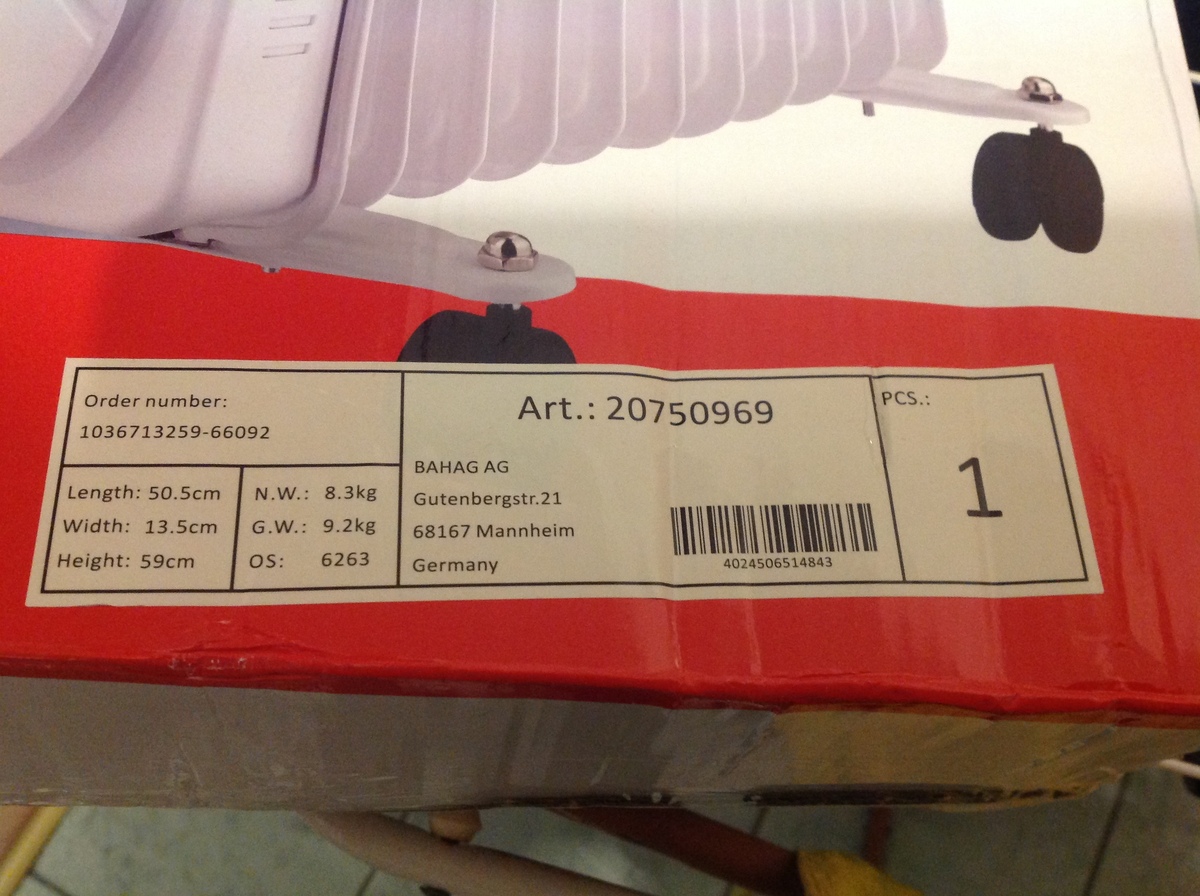 Order number:
1036713259-66092
Length: 50.5cm
Width: 13.5cm
Height: 59cm
N.W.: 8.3kg
G.W.: 9.2kg
OS: 6263
Art.: 20750969
BAHAG AG
Gutenbergstr.21
68167 Mannheim
Germany
4024506514843
PCS.:
1